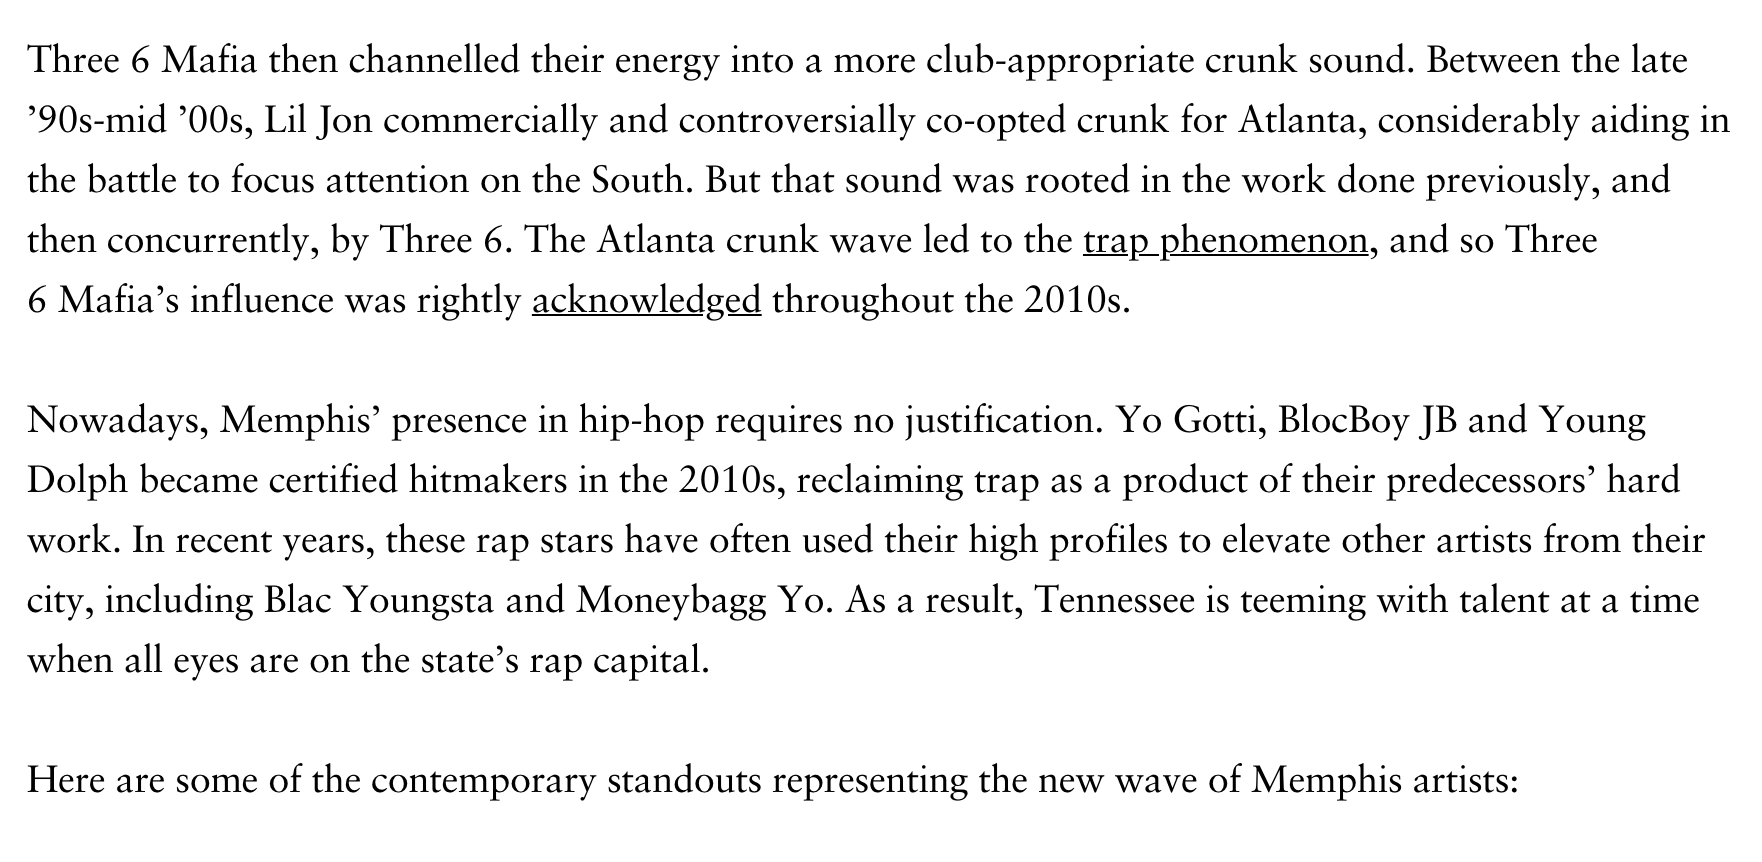 Three 6 Mafia then channelled their energy into a more club-appropriate crunk sound. Between the late
’90s-mid ’00s, Lil Jon commercially and controversially co-opted crunk for Atlanta, considerably aiding in
the battle to focus attention on the South. But that sound was rooted in the work done previously, and
then concurrently, by Three 6. The Atlanta crunk wave led to the trap phenomenon, and so Three
6 Mafia’s influence was rightly acknowledged throughout the 2010s.
Nowadays, Memphis’ presence in hip-hop requires no justification. Yo Gotti, BlocBoy JB and Young
Dolph became certified hitmakers in the 2010s, reclaiming trap as a product of their predecessors’ hard
work. In recent years, these rap stars have often used their high profiles to elevate other artists from their
city, including Blac Youngsta and Moneybagg Yo. As a result, Tennessee is teeming with talent at a time
when all eyes are on the state’s rap capital.
Here are some of the contemporary standouts representing the new wave of Memphis artists: